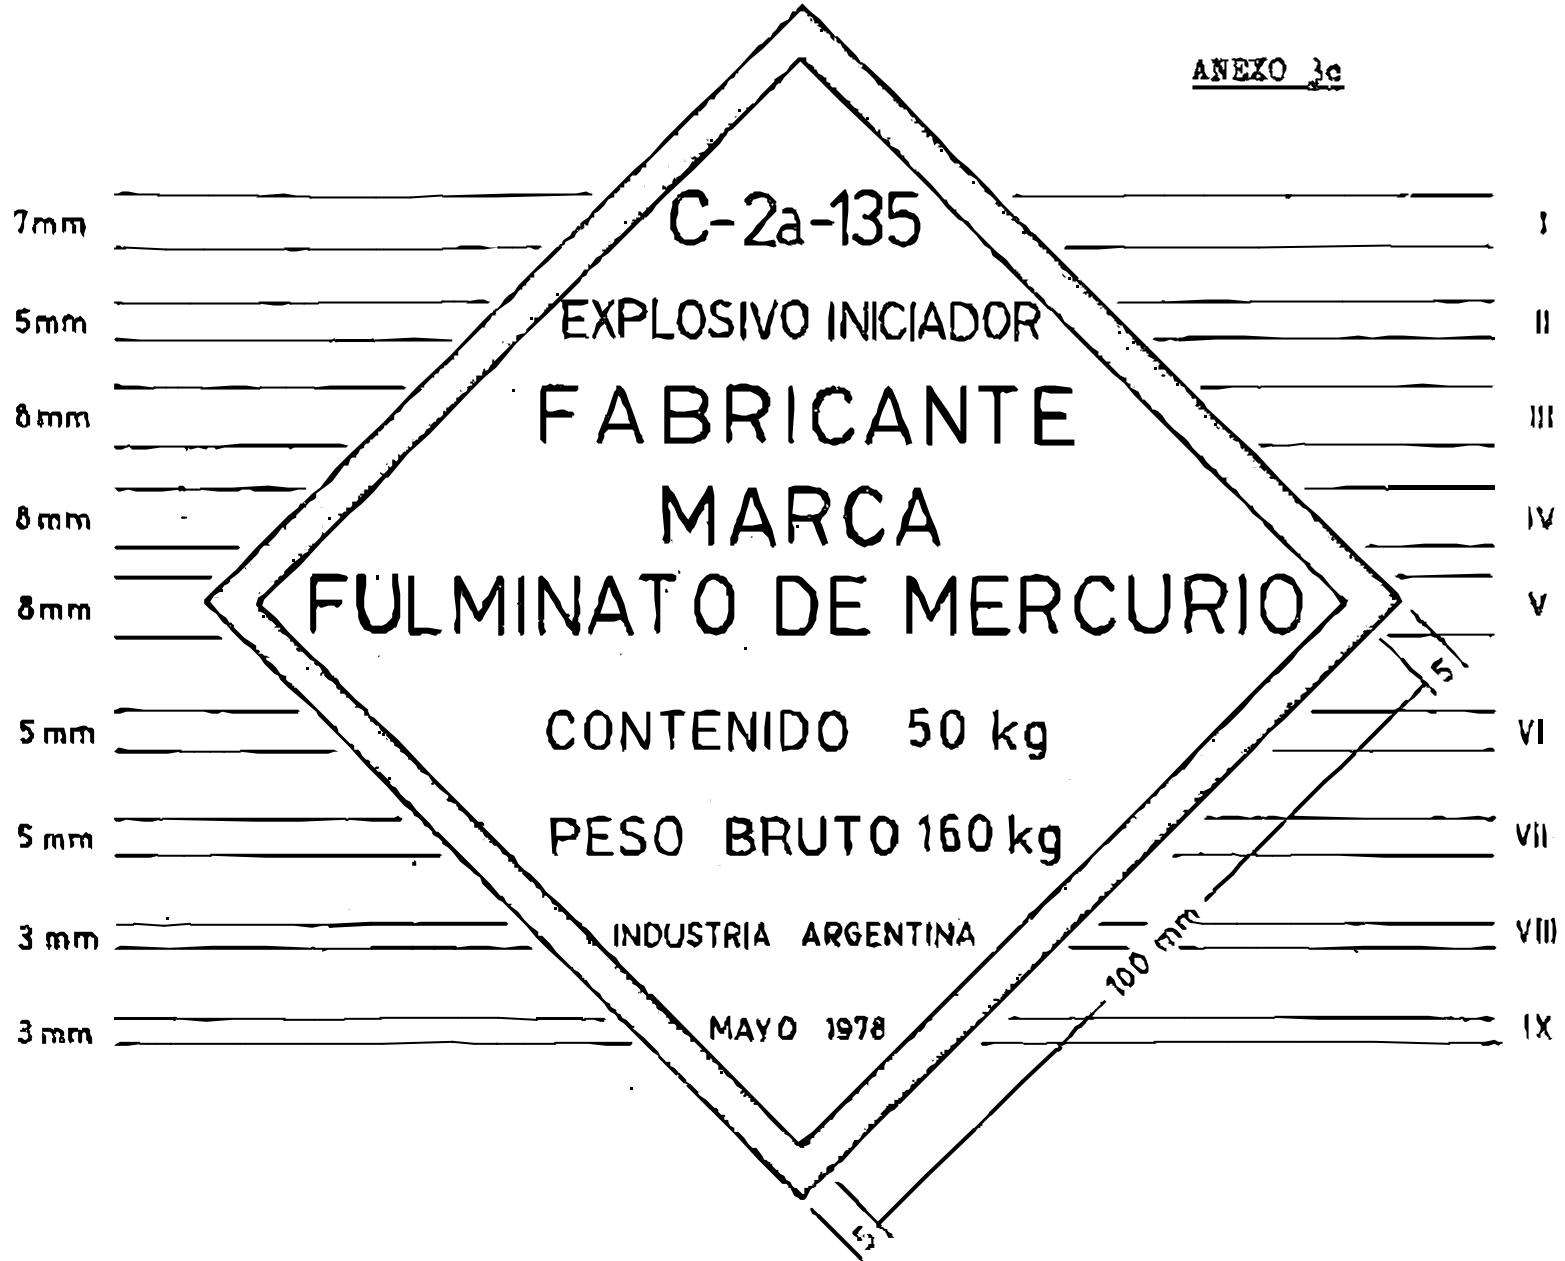 ANEXO 3c
7mm C-2a-135 I
5mm EXPLOSIVO INICIADOR II
8mm FABRICANTE III
8mm MARCA IV
8mm FULMINATO DE MERCURIO V
5
5mm CONTENIDO 50 kg VI
5mm PESO BRUTO 160 kg VII
3mm INDUSTRIA ARGENTINA VIII
100 mm
3mm MAYO 1978 IX
5